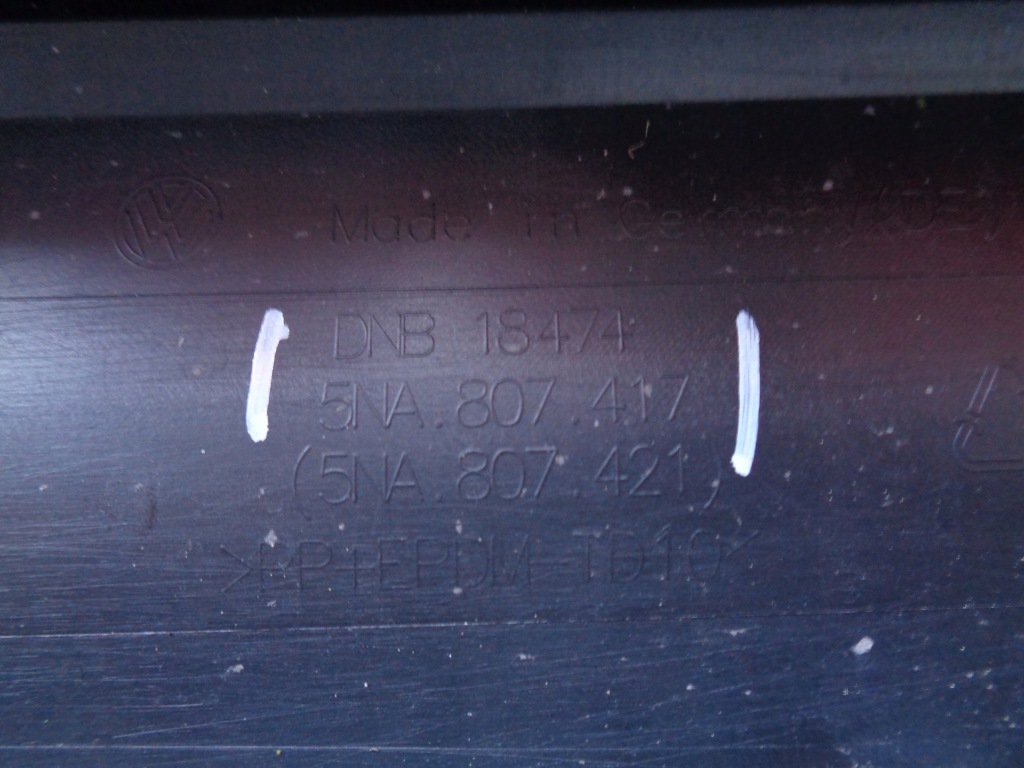 Made in Germany
DNB 18474
5NA.807.417
(5NA.807.421)
>PP+EPDM-TD10<